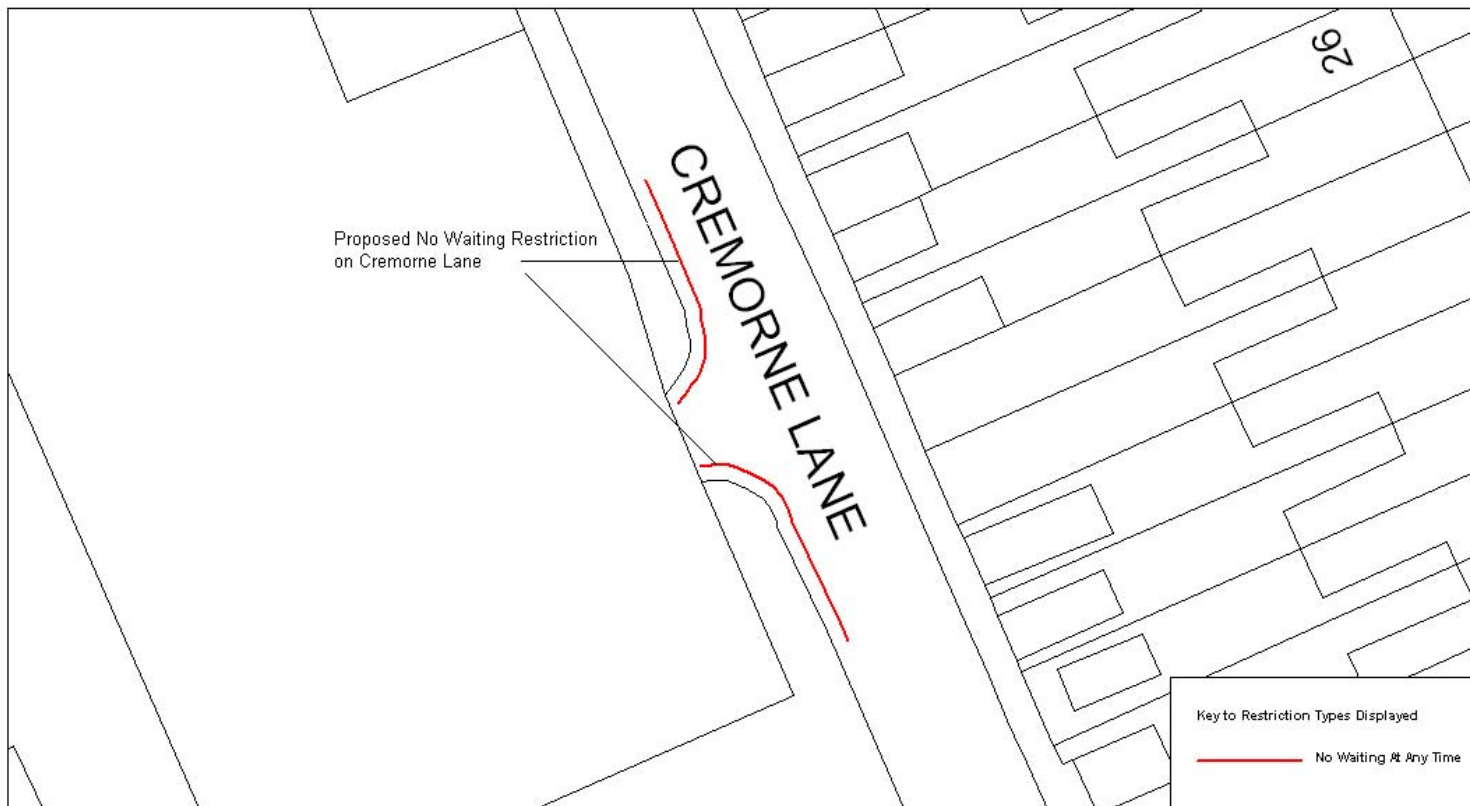 26
CREMORNE LANE
Proposed No Waiting Restriction
on Cremorne Lane
Key to Restriction Types Displayed
No Waiting At Any Time